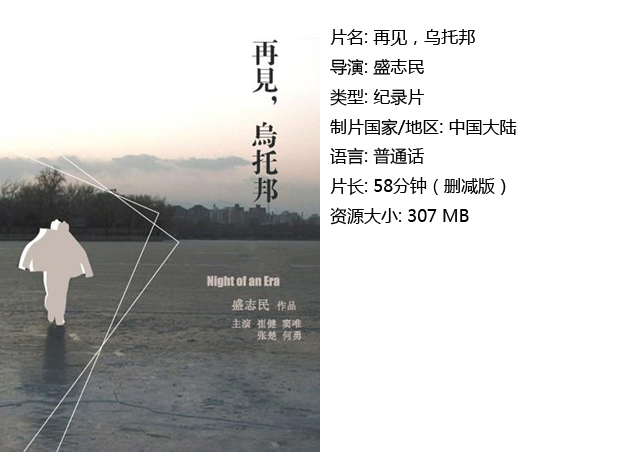 再見，烏托邦
Night of an Era
盛志民 作品
主演 崔健 窦唯
张楚 何勇
片名: 再见，乌托邦
导演: 盛志民
类型: 纪录片
制片国家/地区: 中国大陆
语言: 普通话
片长: 58分钟（删减版）
资源大小: 307 MB